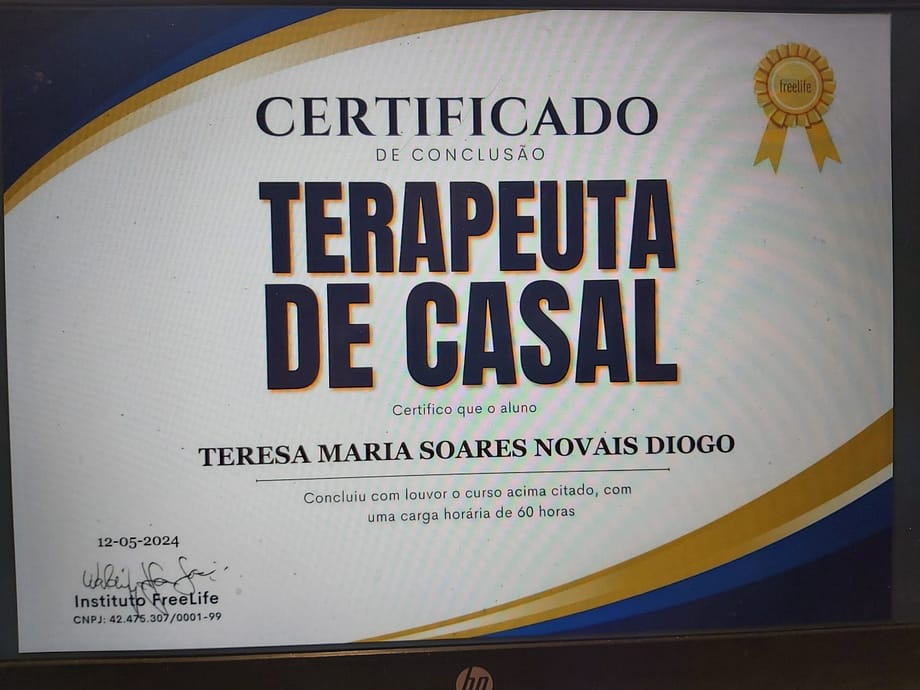 freelife
CERTIFICADO
DE CONCLUSÃO
TERAPEUTA
DE CASAL
Certifico que o aluno
TERESA MARIA SOARES NOVAIS DIOGO
Concluiu com louvor o curso acima citado, com
uma carga horária de 60 horas
12-05-2024
Instituto FreeLife
CNPJ: 42.475.307/0001-99
hp